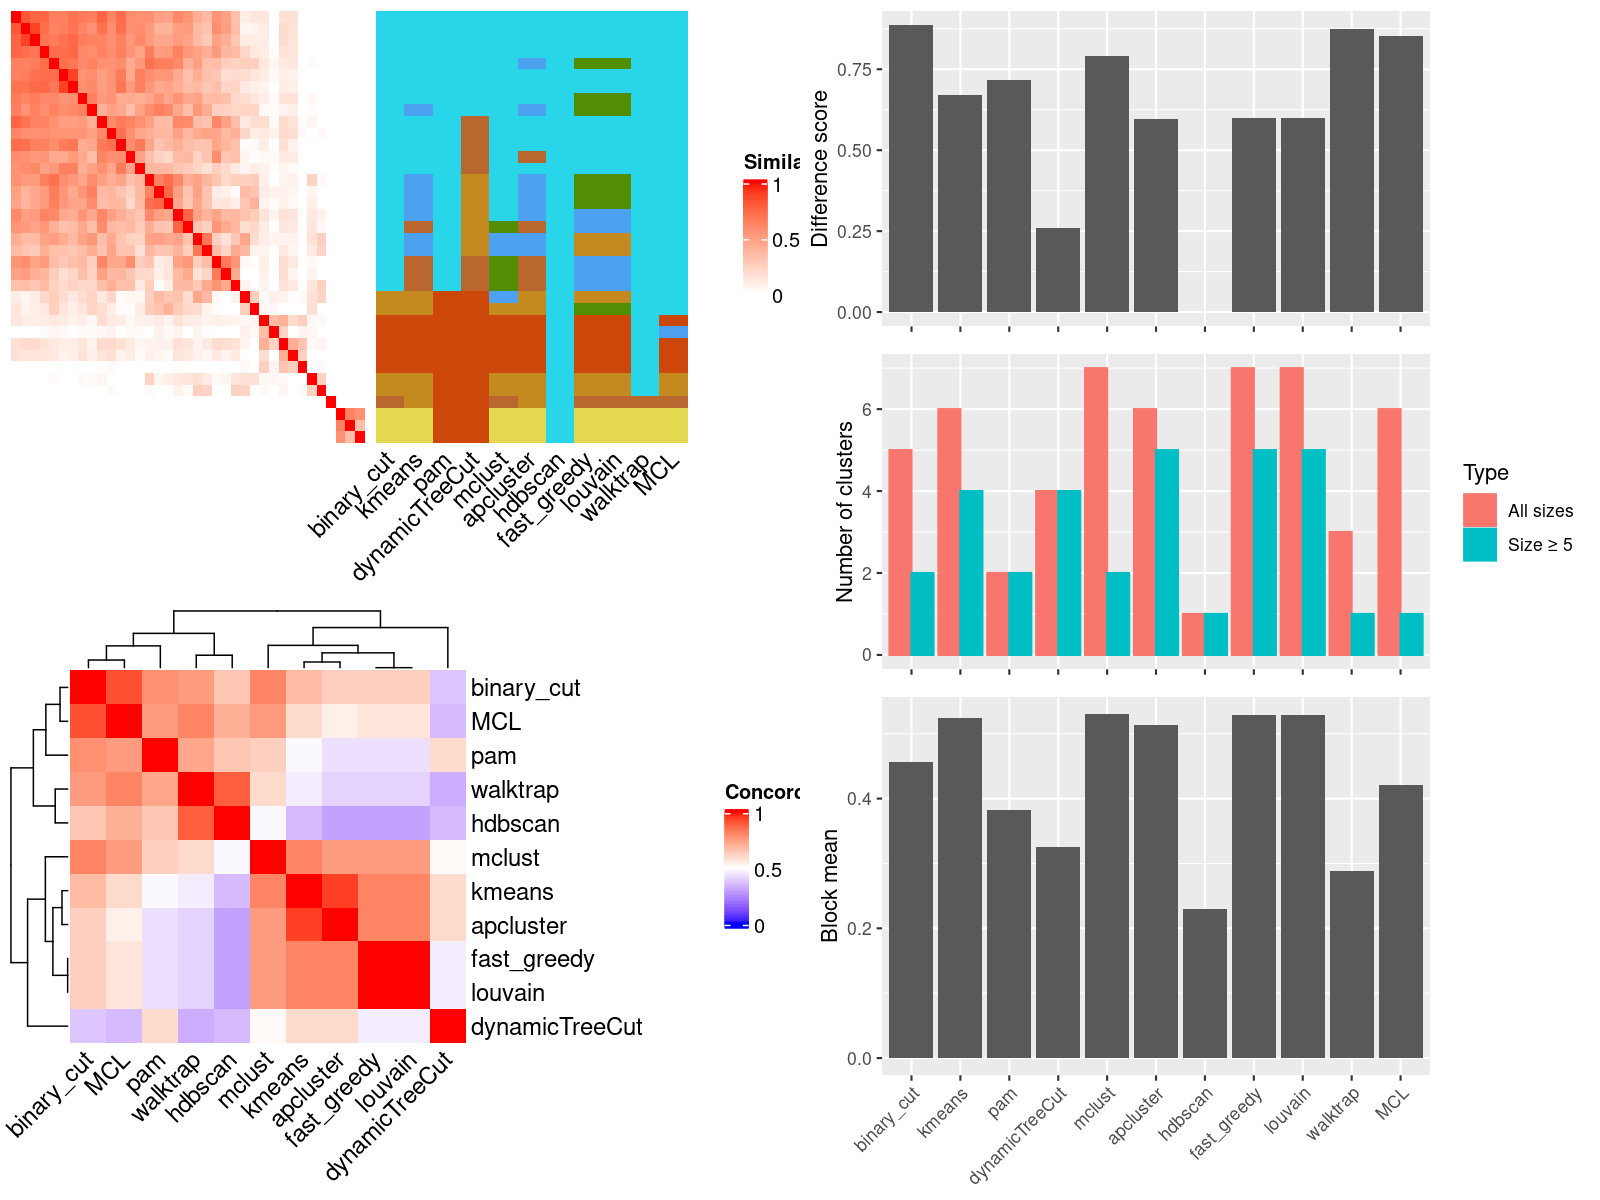 Simila
1
0.5
0
binary_cut
kmeans
pam
dynamicTreeCut
mclust
apcluster
hdbscan
fast_greedy
louvain
walktrap
MCL
binary_cut
MCL
pam
walktrap
hdbscan
mclust
kmeans
apcluster
fast_greedy
louvain
dynamicTreeCut
binary_cut
MCL
pam
walktrap
hdbscan
mclust
kmeans
apcluster
fast_greedy
louvain
dynamicTreeCut
Concord
1
0.5
0
Difference score
0.75
0.50
0.25
0.00
Number of clusters
6
4
2
0
Type
All sizes
Size ≥ 5
Block mean
0.4
0.2
0.0
binary_cut
kmeans
pam
dynamicTreeCut
mclust
apcluster
hdbscan
fast_greedy
louvain
walktrap
MCL